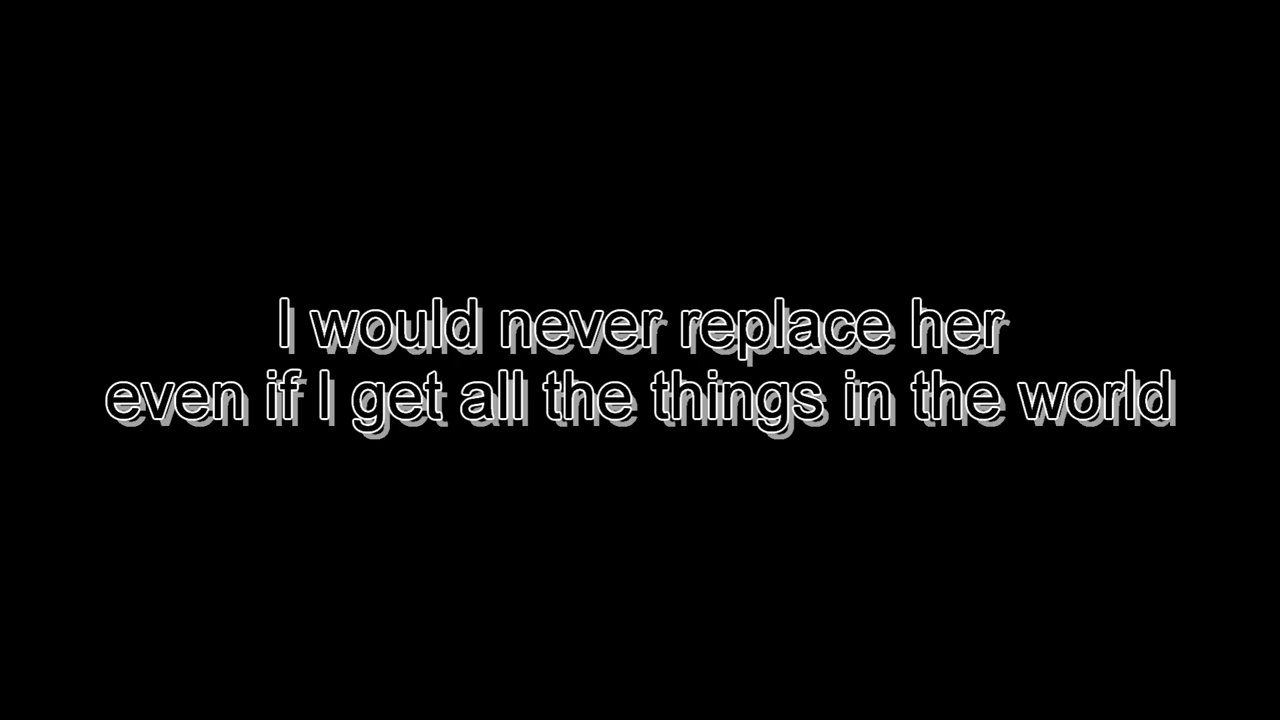 I would never replace her
even if I get all the things in the world